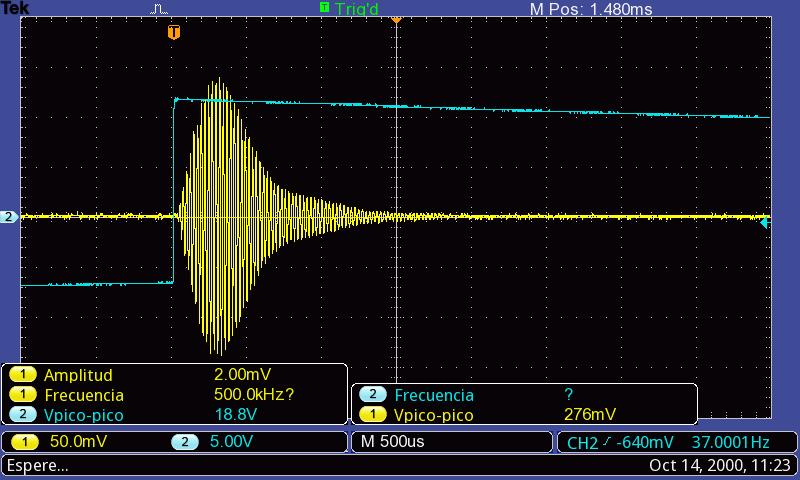 Tek T Trig'd M Pos: 1.480ms
T
2
1 Amplitud 2.00mV
1 Frecuencia 500.0kHz?
2 Vpico-pico 18.8V
2 Frecuencia ?
1 Vpico-pico 276mV
1 50.0mV 2 5.00V M 500us CH2 -640mV 37.0001Hz
Espere... Oct 14, 2000, 11:23